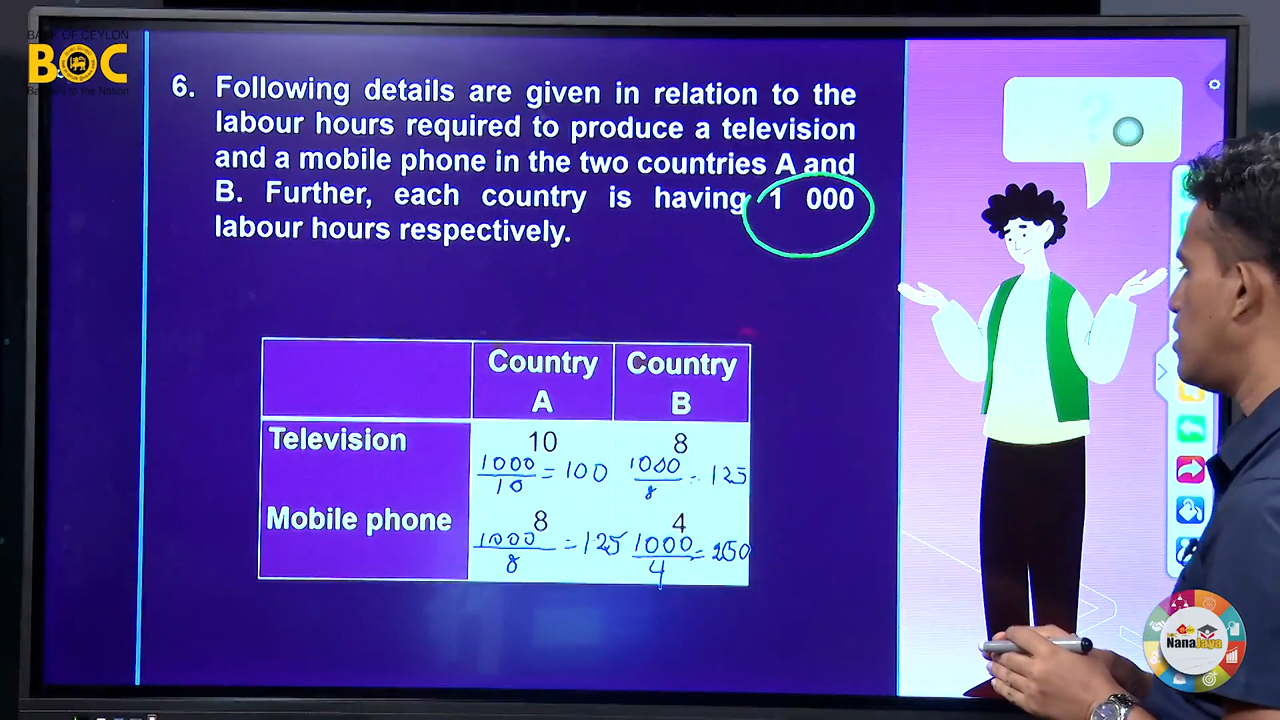 BANK OF CEYLON
BOC
Bankers to the Nation
6. Following details are given in relation to the
labour hours required to produce a television
and a mobile phone in the two countries A and
B. Further, each country is having 1 000
labour hours respectively.
?
Country A Country B
Television 10 8
1000/10 = 100 1000/8 = 125
Mobile phone 8 4
1000/8 = 125 1000/4 = 250
NanaJaya